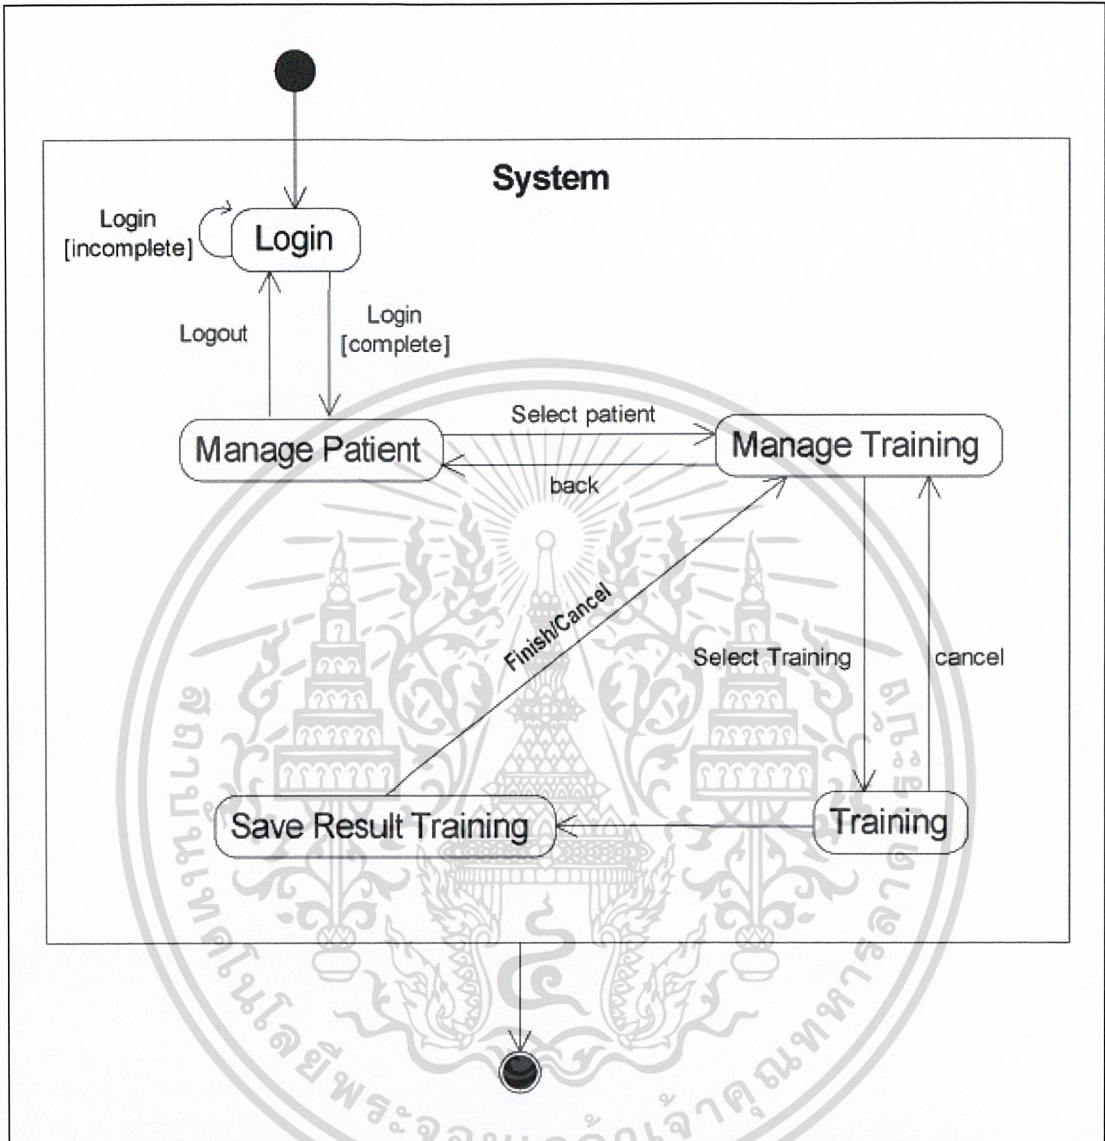 System
Login
[incomplete]
Login
Logout
Login
[complete]
Manage Patient
Select patient
Manage Training
back
Finish/Cancel
Select Training
cancel
Save Result Training
Training